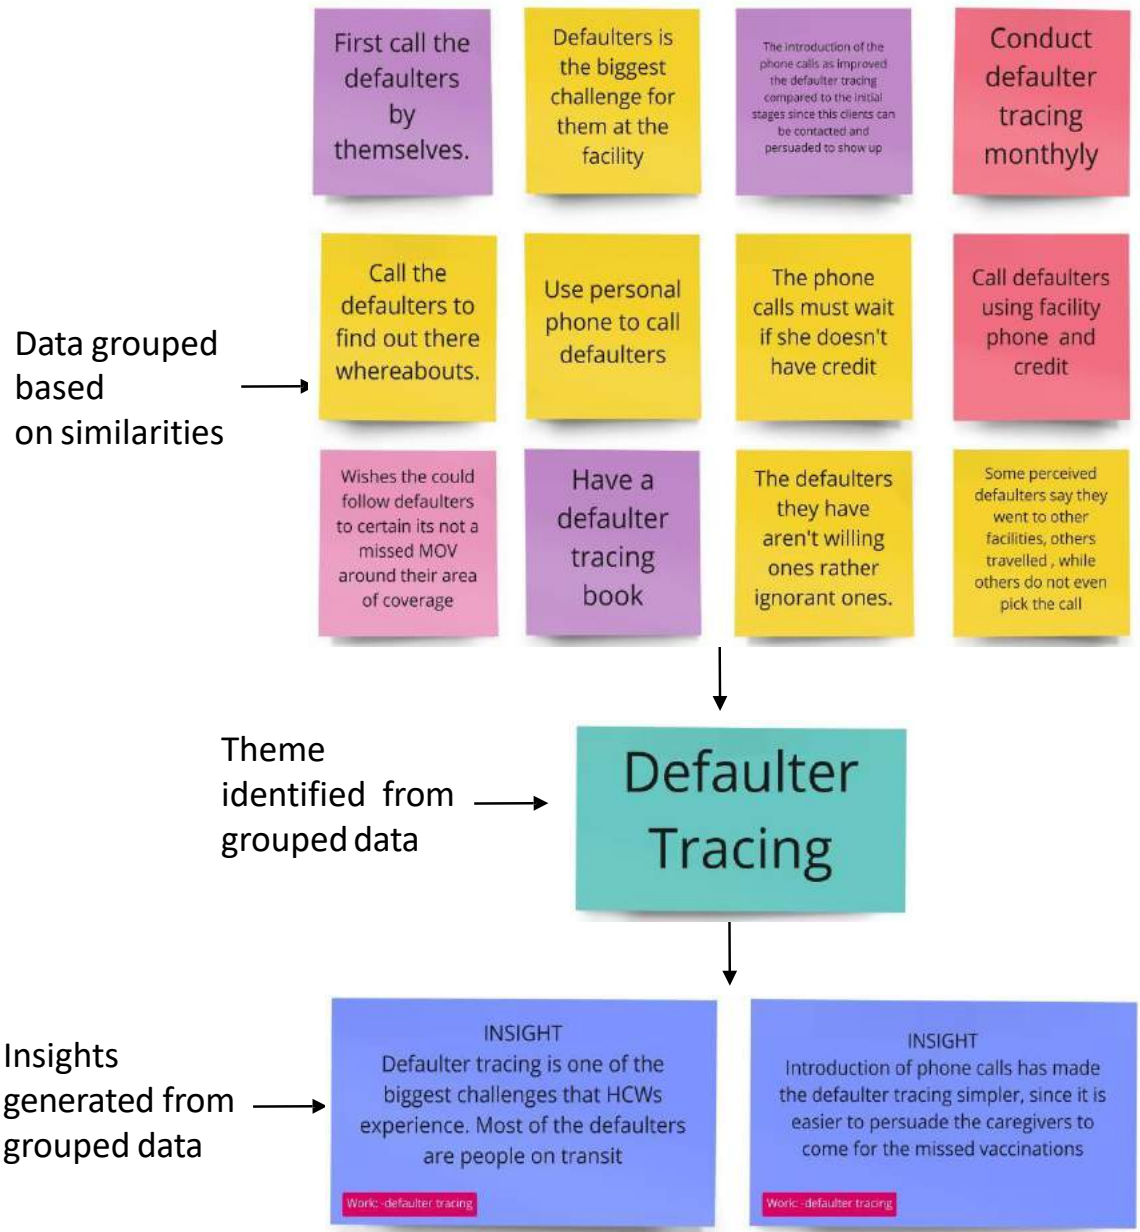 First call the
defaulters
by
themselves.
Defaulters is
the biggest
challenge for
them at the
facility
The introduction of the
phone calls as improved
the defaulter tracing
compared to the initial
stages since this clients can
be contacted and
persuaded to show up
Conduct
defaulter
tracing
monthyly
Data grouped
based
on similarities
Call the
defaulters to
find out there
whereabouts.
Use personal
phone to call
defaulters
The phone
calls must wait
if she doesn't
have credit
Call defaulters
using facility
phone and
credit
Wishes the could
follow defaulters
to certain its not a
missed MOV
around their area
of coverage
Have a
defaulter
tracing
book
The defaulters
they have
aren't willing
ones rather
ignorant ones.
Some perceived
defaulters say they
went to other
facilities, others
travelled , while
others do not even
pick the call
Theme
identified from
grouped data
Defaulter
Tracing
Insights
generated from
grouped data
INSIGHT
Defaulter tracing is one of the
biggest challenges that HCWs
experience. Most of the defaulters
are people on transit
Work: -defaulter tracing
INSIGHT
Introduction of phone calls has made
the defaulter tracing simpler, since it is
easier to persuade the caregivers to
come for the missed vaccinations
Work: -defaulter tracing